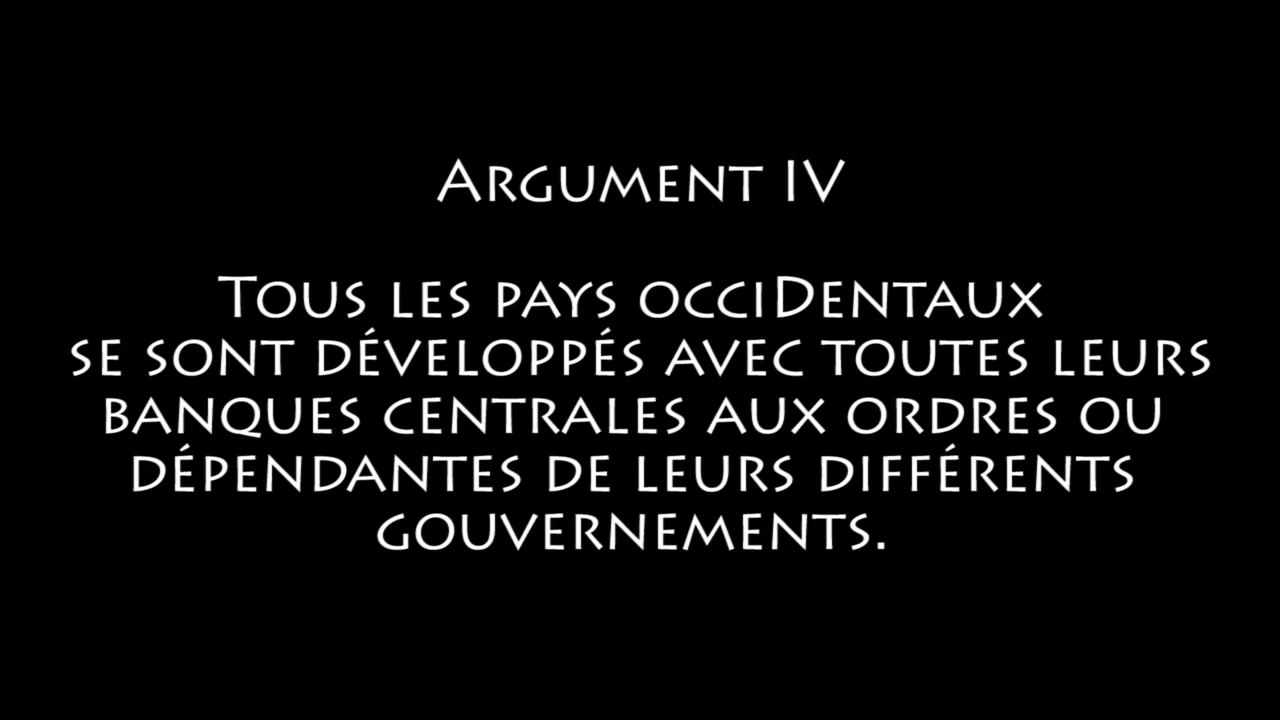 Argument IV
Tous les pays occiDentaux
se sont développés avec toutes leurs
banques centrales aux ordres ou
dépendantes de leurs différents
gouvernements.